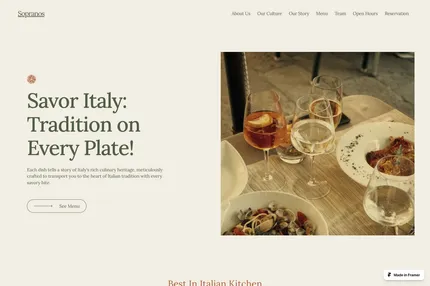 Sopranos
About Us Our Culture Our Story Menu Team Open Hours Reservations
Savor Italy:
Tradition on
Every Plate!
Each dish tells a story of Italy's rich culinary heritage, meticulously
crafted to transport you to the heart of Italian tradition with every
savory bite.
See Menu
Made in Framer
Best In Italian Kitchen